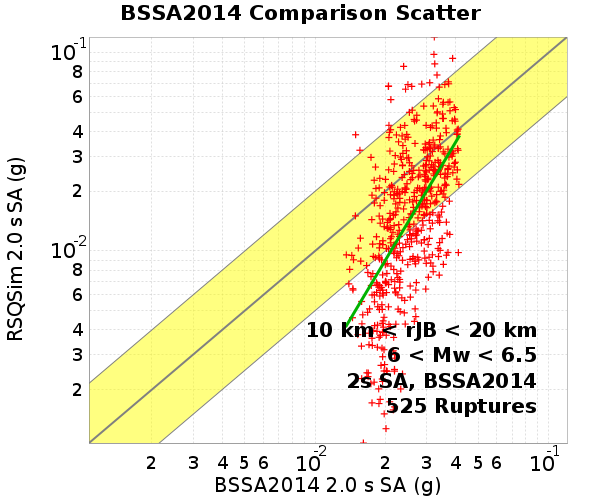 BSSA2014 Comparison Scatter
RSQSim 2.0 s SA (g)
10-1
8
6
4
3
2
10-2
8
6
4
3
2
10 km < rJB < 20 km
6 < Mw < 6.5
2s SA, BSSA2014
525 Ruptures
2 3 4 5 6 10-2 2 3 4 5 6 10-1
BSSA2014 2.0 s SA (g)